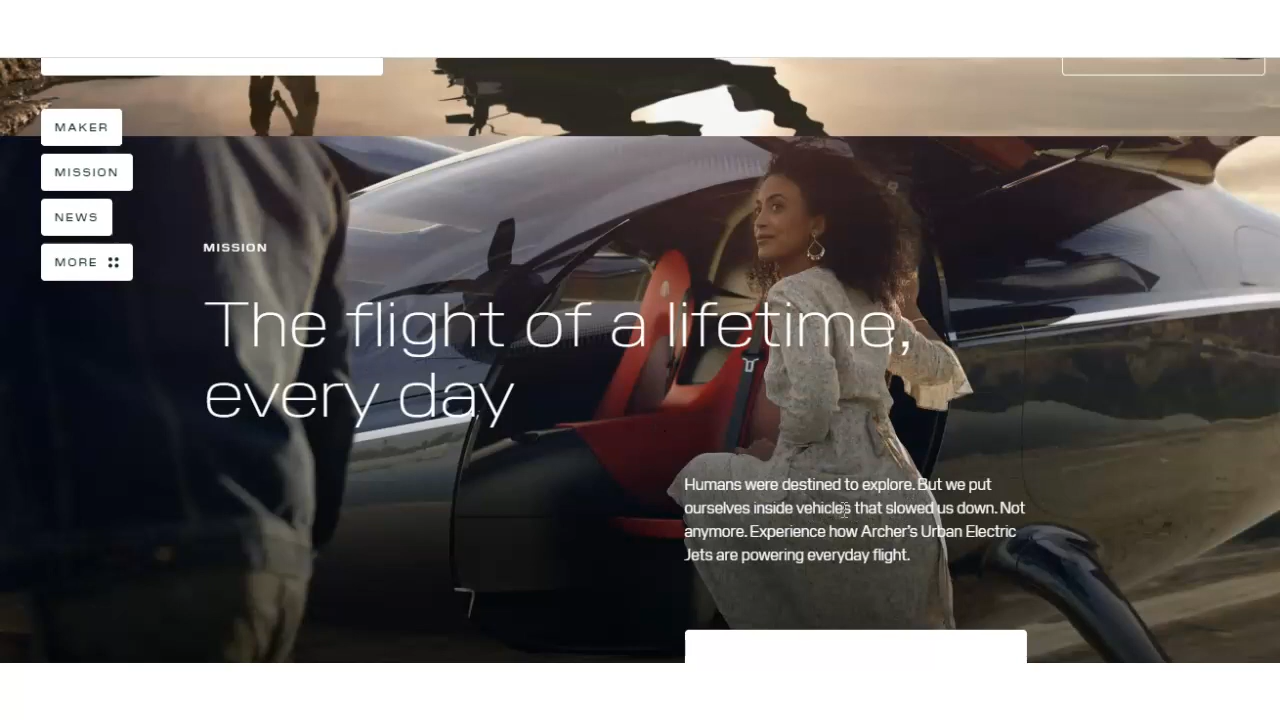 MAKER
MISSION
NEWS
MORE
MISSION
The flight of a lifetime,
every day
Humans were destined to explore. But we put
ourselves inside vehicles that slowed us down. Not
anymore. Experience how Archer's Urban Electric
Jets are powering everyday flight.